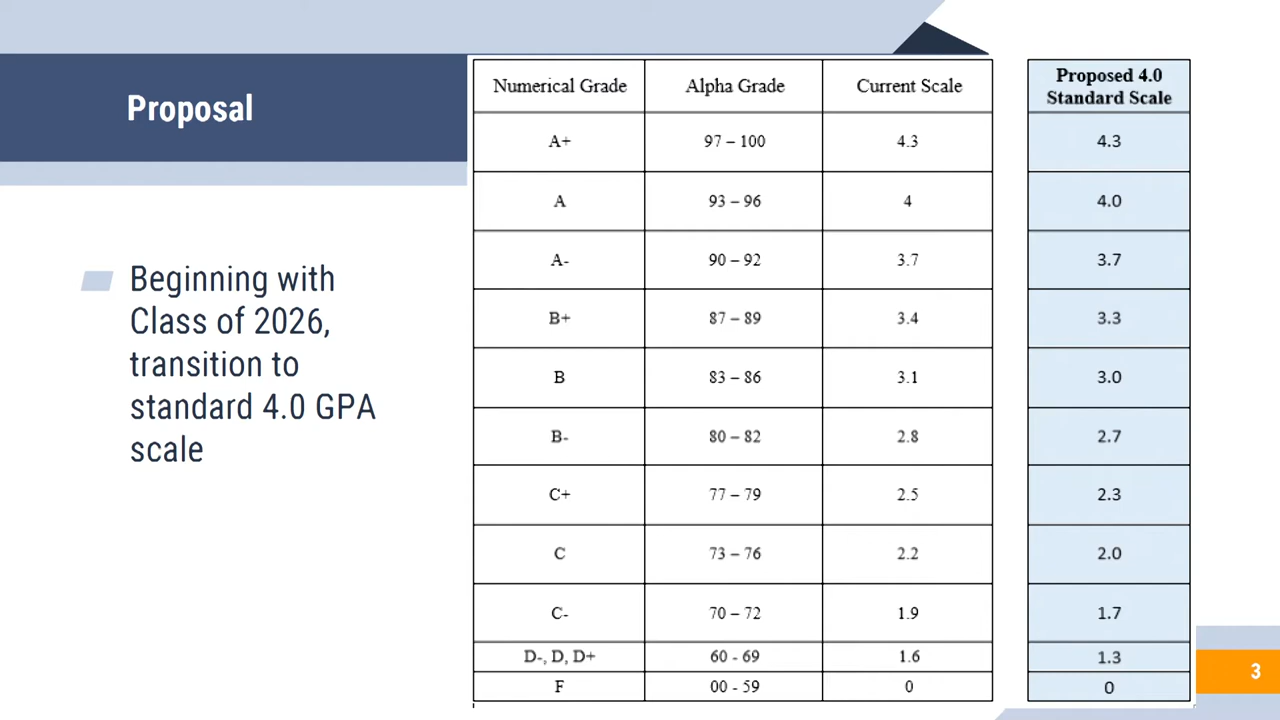 Proposal
Beginning with
Class of 2026,
transition to
standard 4.0 GPA
scale
Numerical Grade Alpha Grade Current Scale Proposed 4.0 Standard Scale
A+ 97 – 100 4.3 4.3
A 93 – 96 4 4.0
A- 90 – 92 3.7 3.7
B+ 87 – 89 3.4 3.3
B 83 – 86 3.1 3.0
B- 80 – 82 2.8 2.7
C+ 77 – 79 2.5 2.3
C 73 – 76 2.2 2.0
C- 70 – 72 1.9 1.7
D-, D, D+ 60 - 69 1.6 1.3
F 00 - 59 0 0
3